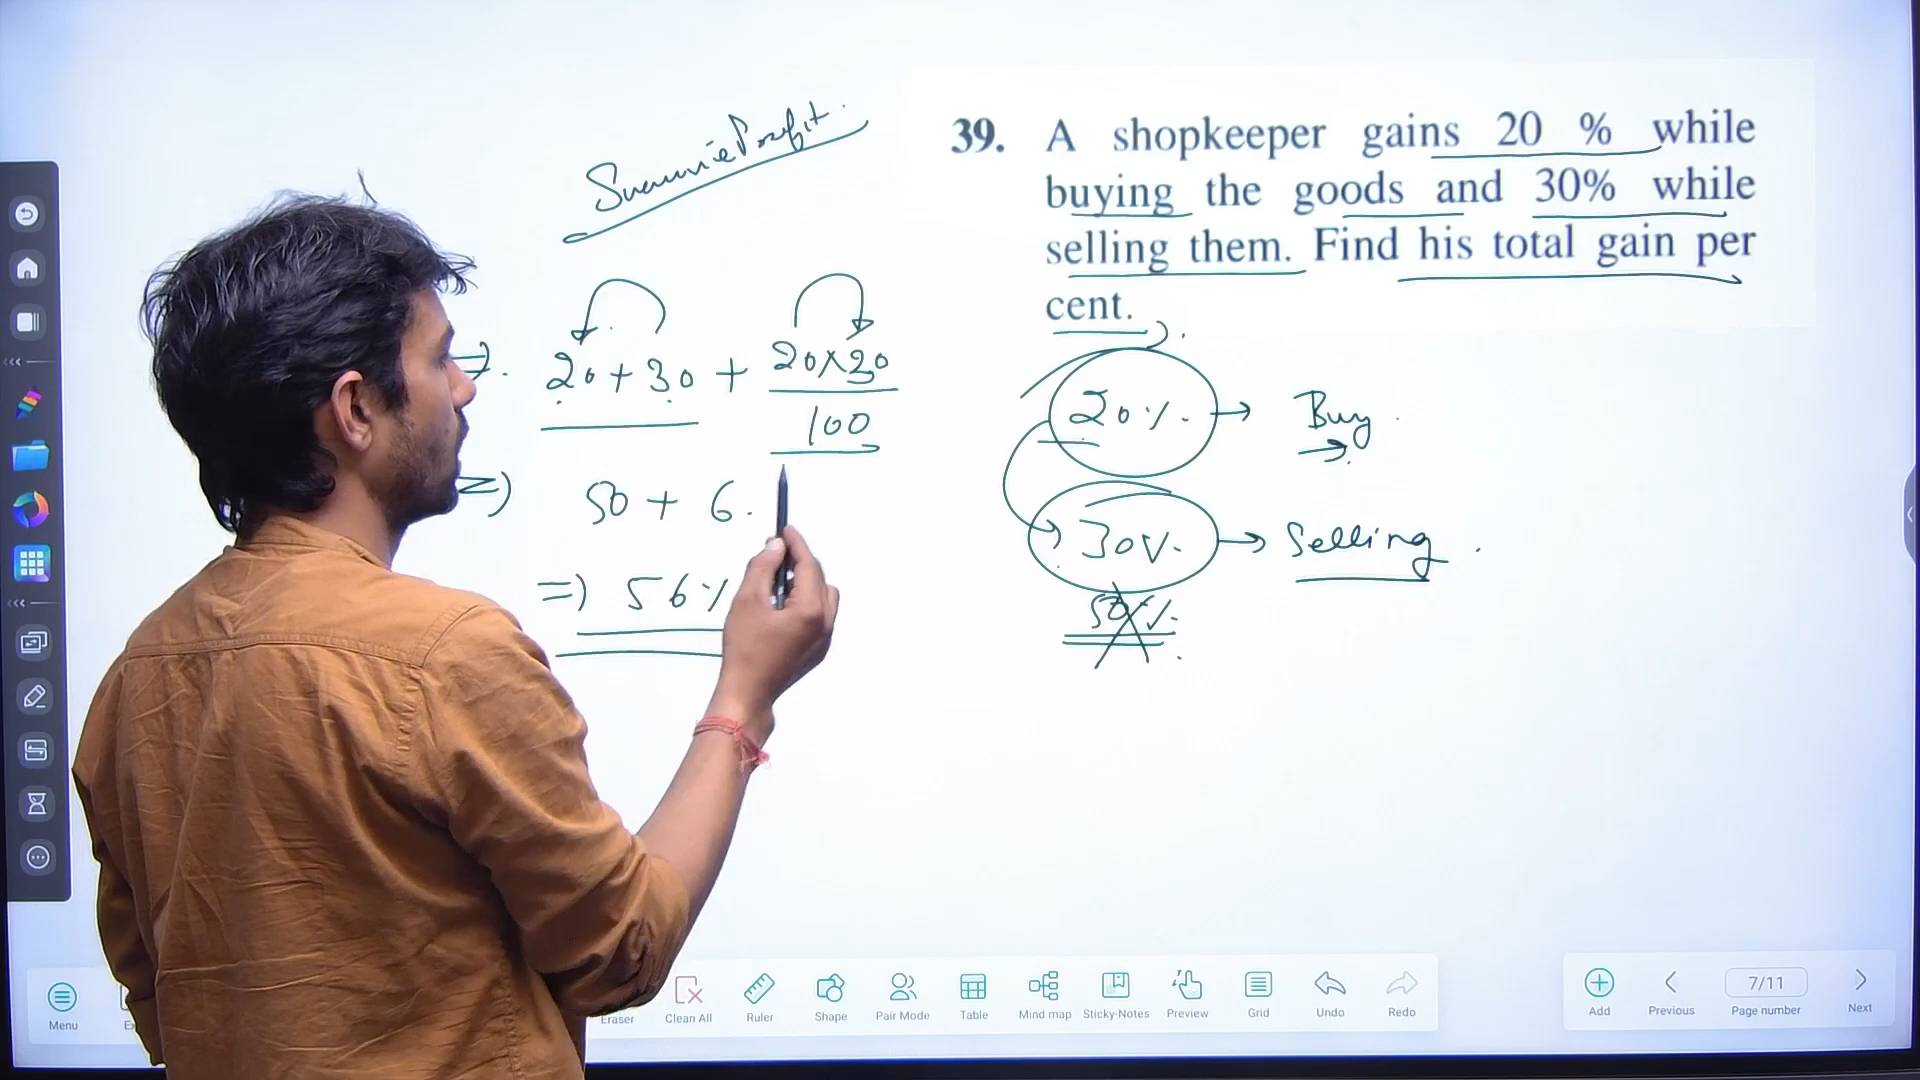 39. A shopkeeper gains 20 % while
buying the goods and 30% while
selling them. Find his total gain per
cent.
20% → Buy
30% → Selling
50%
20 + 30 + 20×30
100
=) 50 + 6
=) 56%
Menu
Eraser
Clean All
Ruler
Shape
Pair Mode
Table
Mind map
Sticky-Notes
Preview
Grid
Undo
Redo
Add
Previous
7/11
Page number
Next